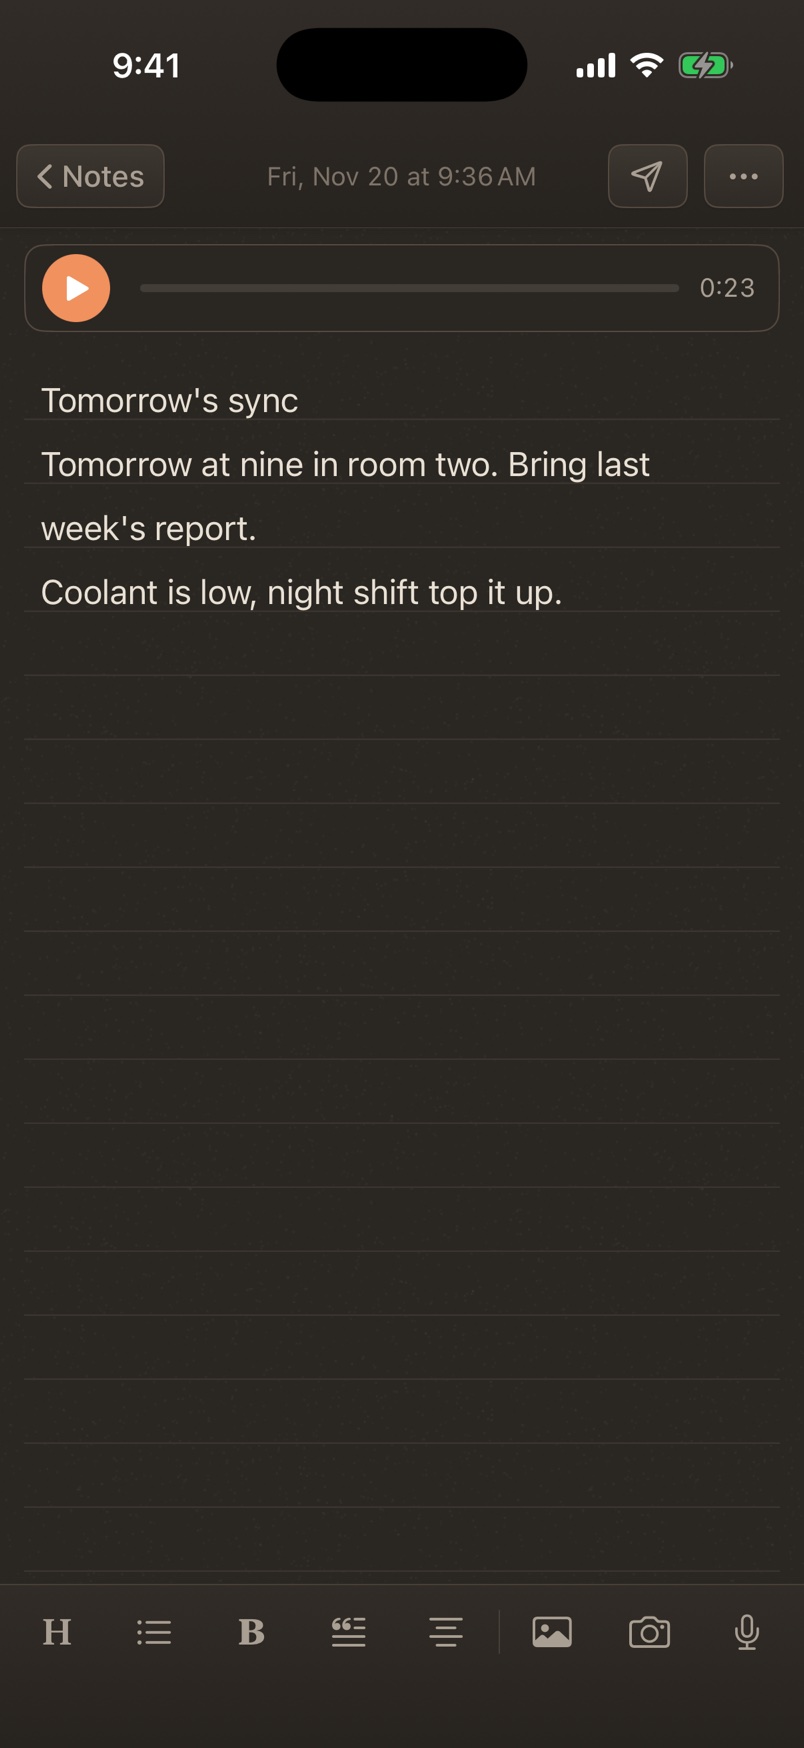 9:41
Notes
Fri, Nov 20 at 9:36 AM
0:23
Tomorrow's sync
Tomorrow at nine in room two. Bring last
week's report.
Coolant is low, night shift top it up.
H B